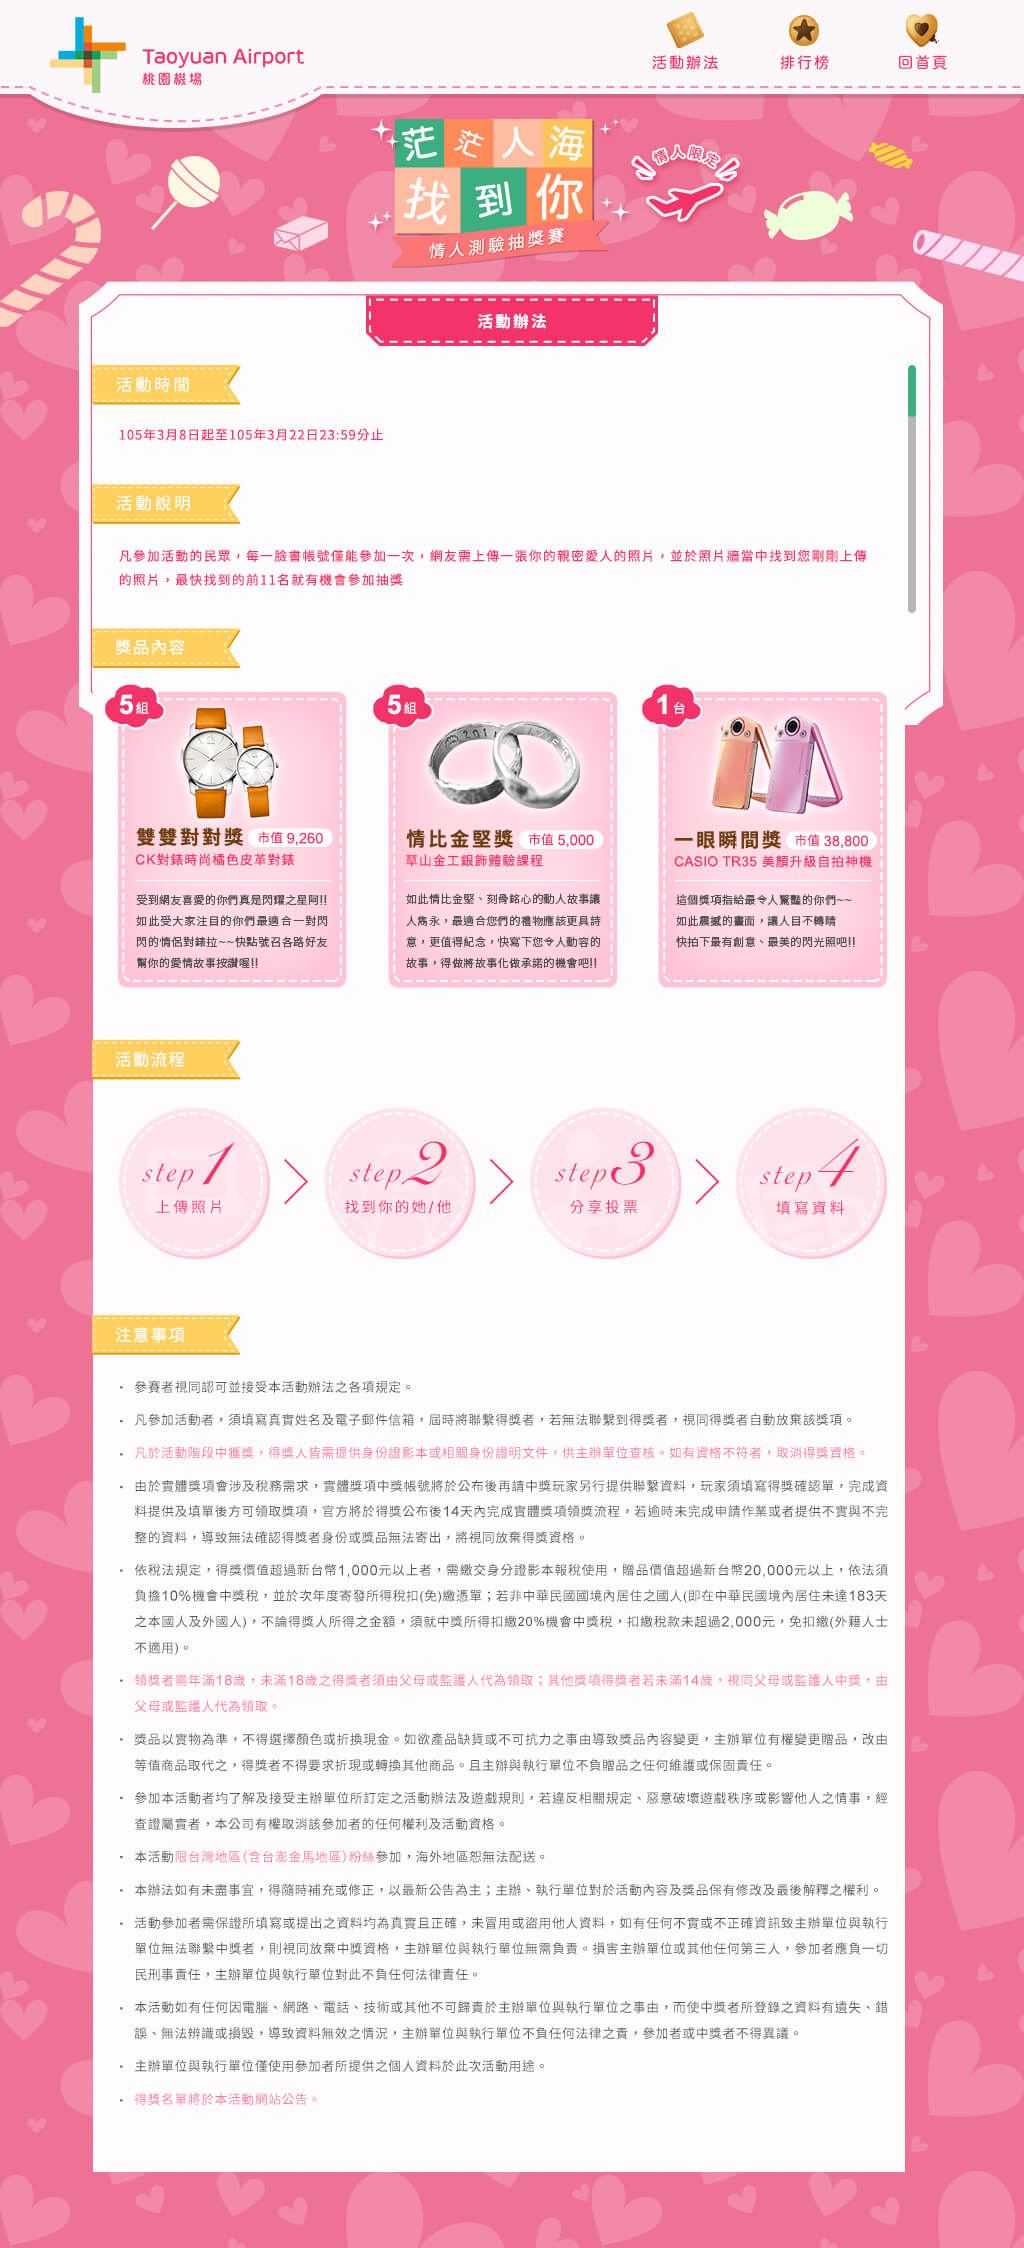 Taoyuan Airport
桃園機場
活動辦法
排行榜
回首頁
茫茫人海
找到你
情人測驗抽獎賽
情人限定
活動辦法
活動時間
105年3月8日起至105年3月22日23:59分止
活動說明
凡參加活動的民眾，每一臉書帳號僅能參加一次，網友需上傳一張你的親密愛人的照片，並於照片牆當中找到您剛剛上傳
的照片，最快找到的前11名就有機會參加抽獎
獎品內容
5組
雙雙對對獎 市值 9,260
CK對錶時尚橘色皮革對錶
受到網友喜愛的你們真是閃耀之星阿!!
如此受大家注目的你們最適合一對閃
閃的情侶對錶拉~~快點號召各路好友
幫你的愛情故事按讚喔!!
5組
情比金堅獎 市值 5,000
草山金工銀飾體驗課程
如此情比金堅、刻骨銘心的動人故事讓
人雋永，最適合您們的禮物應該更具詩
意，更值得紀念，快寫下您令人動容的
故事，得做將故事化做承諾的機會吧!!
1台
一眼瞬間獎 市值 38,800
CASIO TR35 美顏升級自拍神機
這個獎項指給最令人驚豔的你們~~
如此震撼的畫面，讓人目不轉睛
快拍下最有創意、最美的閃光照吧!!
活動流程
step 1
上傳照片
step 2
找到你的她/他
step 3
分享投票
step 4
填寫資料
注意事項
・ 參賽者視同認可並接受本活動辦法之各項規定。
・ 凡參加活動者，須填寫真實姓名及電子郵件信箱，屆時將聯繫得獎者，若無法聯繫到得獎者，視同得獎者自動放棄該獎項。
・ 凡於活動階段中獲獎，得獎人皆需提供身份證影本或相關身份證明文件，供主辦單位查核。如有資格不符者，取消得獎資格。
・ 由於實體獎項會涉及稅務需求，實體獎項中獎帳號將於公布後再請中獎玩家另行提供聯繫資料，玩家須填寫得獎確認單，完成資
料提供及填單後方可領取獎項，官方將於得獎公布後14天內完成實體獎項領獎流程，若逾時未完成申請作業或者提供不實與不完
整的資料，導致無法確認得獎者身份或獎品無法寄出，將視同放棄得獎資格。
・ 依稅法規定，得獎價值超過新台幣1,000元以上者，需繳交身分證影本報稅使用，贈品價值超過新台幣20,000元以上，依法須
負擔10%機會中獎稅，並於次年度寄發所得稅扣(免)繳憑單；若非中華民國國境內居住之國人(即在中華民國境內居住未達183天
之本國人及外國人)，不論得獎人所得之金額，須就中獎所得扣繳20%機會中獎稅，扣繳稅款未超過2,000元，免扣繳(外籍人士
不適用)。
・ 領獎者需年滿18歲，未滿18歲之得獎者須由父母或監護人代為領取；其他獎項得獎者若未滿14歲，視同父母或監護人中獎，由
父母或監護人代為領取。
・ 獎品以實物為準，不得選擇顏色或折換現金。如欲產品缺貨或不可抗力之事由導致獎品內容變更，主辦單位有權變更贈品，改由
等值商品取代之，得獎者不得要求折現或轉換其他商品。且主辦與執行單位不負贈品之任何維護或保固責任。
・ 參加本活動者均了解及接受主辦單位所訂定之活動辦法及遊戲規則，若違反相關規定、惡意破壞遊戲秩序或影響他人之情事，經
查證屬實者，本公司有權取消該參加者的任何權利及活動資格。
・ 本活動限台灣地區(含台澎金馬地區)粉絲參加，海外地區恕無法配送。
・ 本辦法如有未盡事宜，得隨時補充或修正，以最新公告為主；主辦、執行單位對於活動內容及獎品保有修改及最後解釋之權利。
・ 活動參加者需保證所填寫或提出之資料均為真實且正確，未冒用或盜用他人資料，如有任何不實或不正確資訊致主辦單位與執行
單位無法聯繫中獎者，則視同放棄中獎資格，主辦單位與執行單位無需負責。損害主辦單位或其他任何第三人，參加者應負一切
民刑事責任，主辦單位與執行單位對此不負任何法律責任。
・ 本活動如有任何因電腦、網路、電話、技術或其他不可歸責於主辦單位與執行單位之事由，而使中獎者所登錄之資料有遺失、錯
誤、無法辨識或損毀，導致資料無效之情況，主辦單位與執行單位不負任何法律之責，參加者或中獎者不得異議。
・ 主辦單位與執行單位僅使用參加者所提供之個人資料於此次活動用途。
・ 得獎名單將於本活動網站公告。